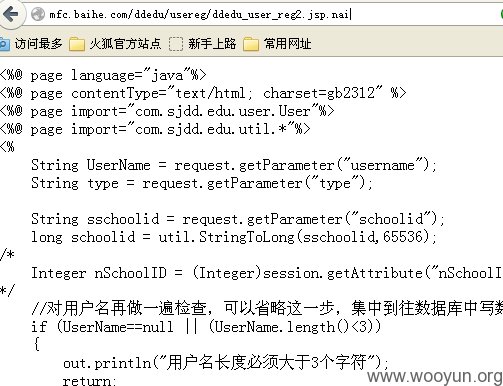 mfc.baihe.com/ddedu/usereg/ddedu_user_reg2.jsp.nai
访问最多 火狐官方站点 新手上路 常用网址
<%@ page language="java"%>
<%@ page contentType="text/html; charset=gb2312" %>
<%@ page import="com.sjdd.edu.user.User"%>
<%@ page import="com.sjdd.edu.util.*"%>
<%
String UserName = request.getParameter("username");
String type = request.getParameter("type");
String sschoolid = request.getParameter("schoolid");
long schoolid = util.StringToLong(sschoolid,65536);
/*
Integer nSchoolID = (Integer)session.getAttribute("nSchoolI
*/
//对用户名再做一遍检查，可以省略这一步，集中到往数据库中写数
if (UserName==null || (UserName.length()<3))
{
out.println("用户名长度必须大于3个字符");
return;
www.wooyun.org